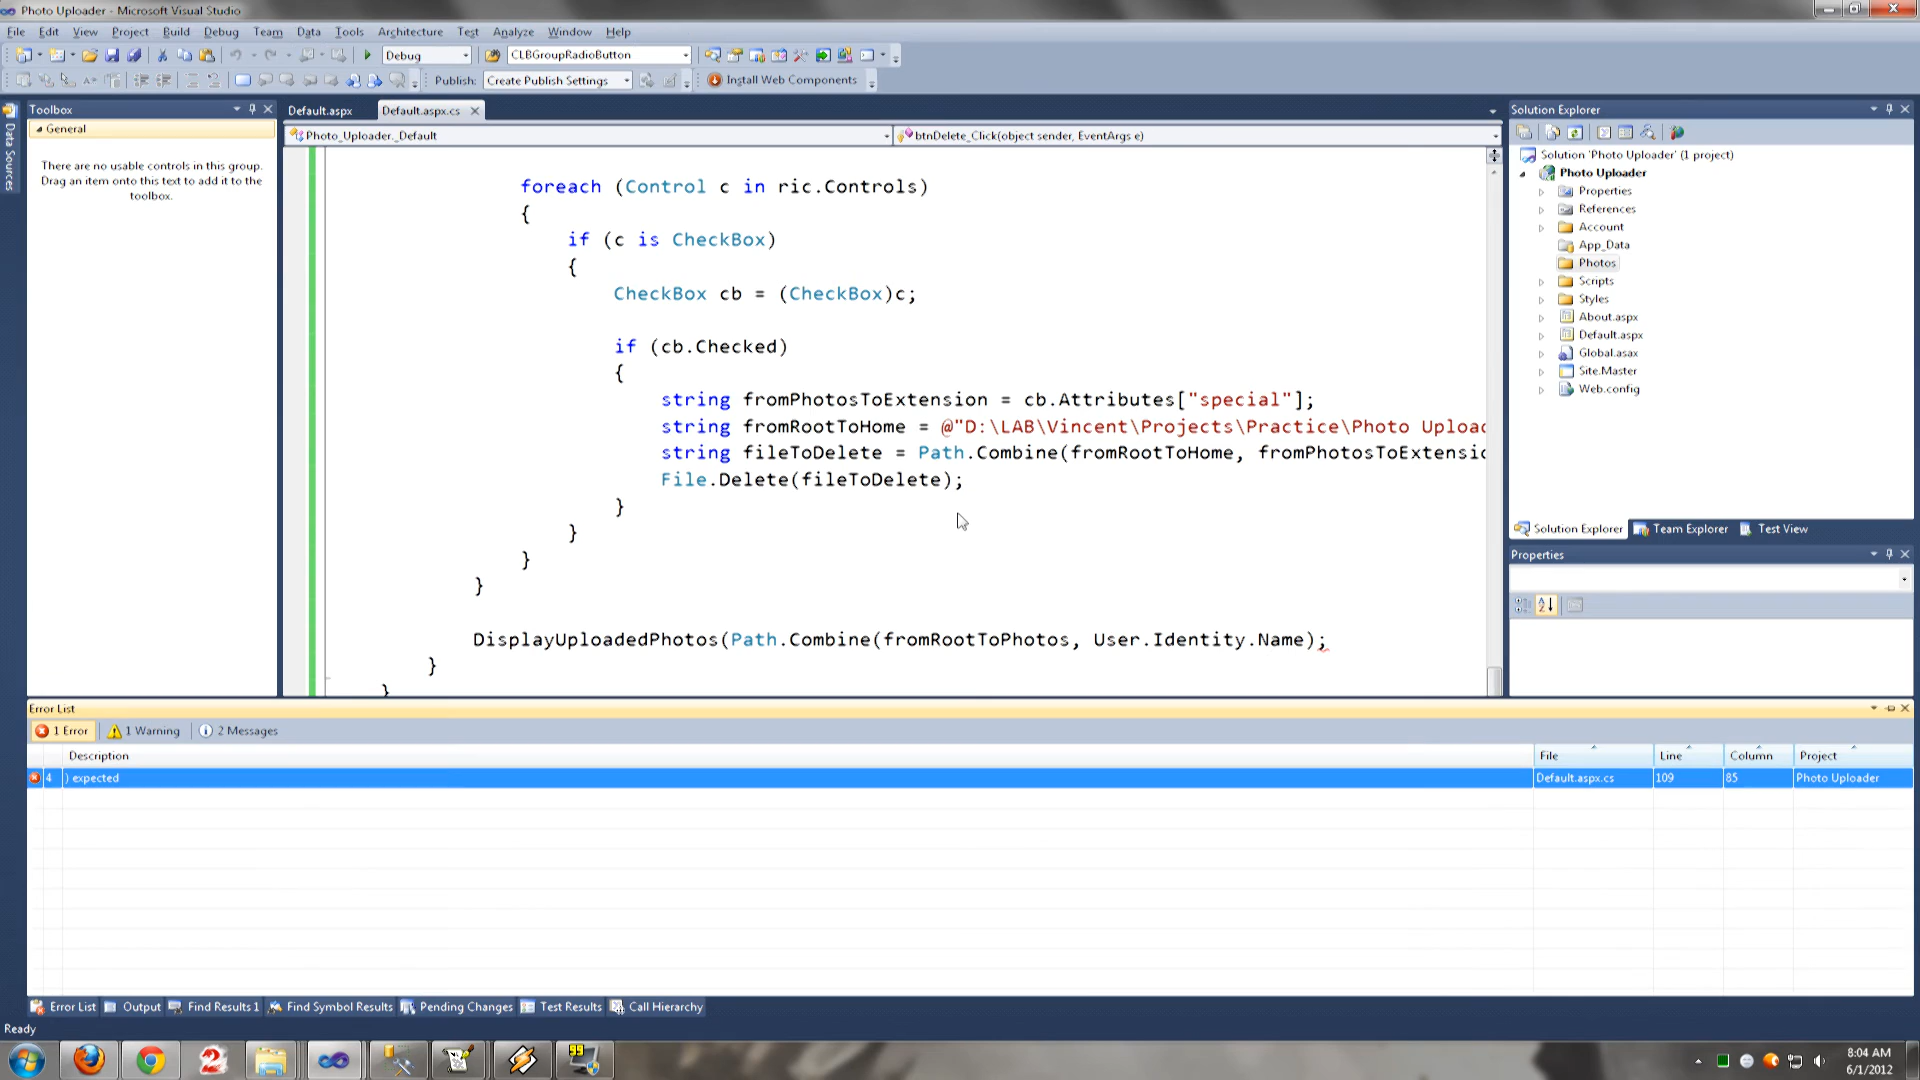 Photo Uploader - Microsoft Visual Studio
File Edit View Project Build Debug Team Data Tools Architecture Test Analyze Window Help
Debug CLBGroupRadioButton
Publish: Create Publish Settings Install Web Components
Data Sources
Toolbox
General
There are no usable controls in this group.
Drag an item onto this text to add it to the
toolbox.
Default.aspx Default.aspx.cs
Photo_Uploader._Default btnDelete_Click(object sender, EventArgs e)
foreach (Control c in ric.Controls)
{
if (c is CheckBox)
{
CheckBox cb = (CheckBox)c;
if (cb.Checked)
{
string fromPhotosToExtension = cb.Attributes["special"];
string fromRootToHome = @"D:\LAB\Vincent\Projects\Practice\Photo Uploa
string fileToDelete = Path.Combine(fromRootToHome, fromPhotosToExtensio
File.Delete(fileToDelete);
}
}
}
}
DisplayUploadedPhotos(Path.Combine(fromRootToPhotos, User.Identity.Name);
}
}
Solution Explorer
Solution 'Photo Uploader' (1 project)
Photo Uploader
Properties
References
Account
App_Data
Photos
Scripts
Styles
About.aspx
Default.aspx
Global.asax
Site.Master
Web.config
Solution Explorer Team Explorer Test View
Properties
Error List
1 Error 1 Warning 2 Messages
Description File Line Column Project
4 ) expected Default.aspx.cs 109 85 Photo Uploader
Error List Output Find Results 1 Find Symbol Results Pending Changes Test Results Call Hierarchy
Ready
8:04 AM
6/1/2012